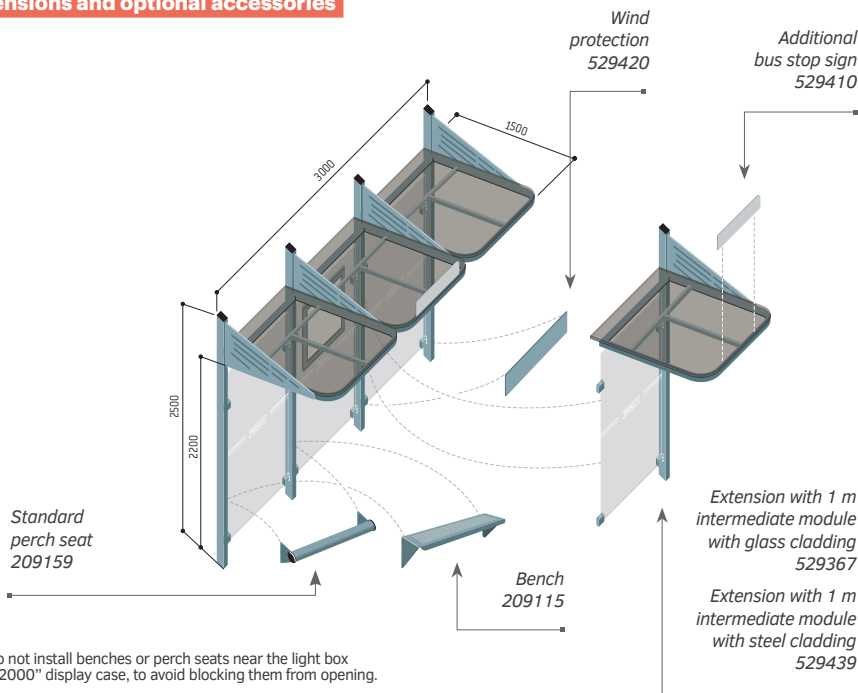 ensions and optional accessories
Wind
protection
529420
Additional
bus stop sign
529410
1500
3000
2500
2200
Standard
perch seat
209159
Bench
209115
Extension with 1 m
intermediate module
with glass cladding
529367
Extension with 1 m
intermediate module
with steel cladding
529439
not install benches or perch seats near the light box
2000” display case, to avoid blocking them from opening.